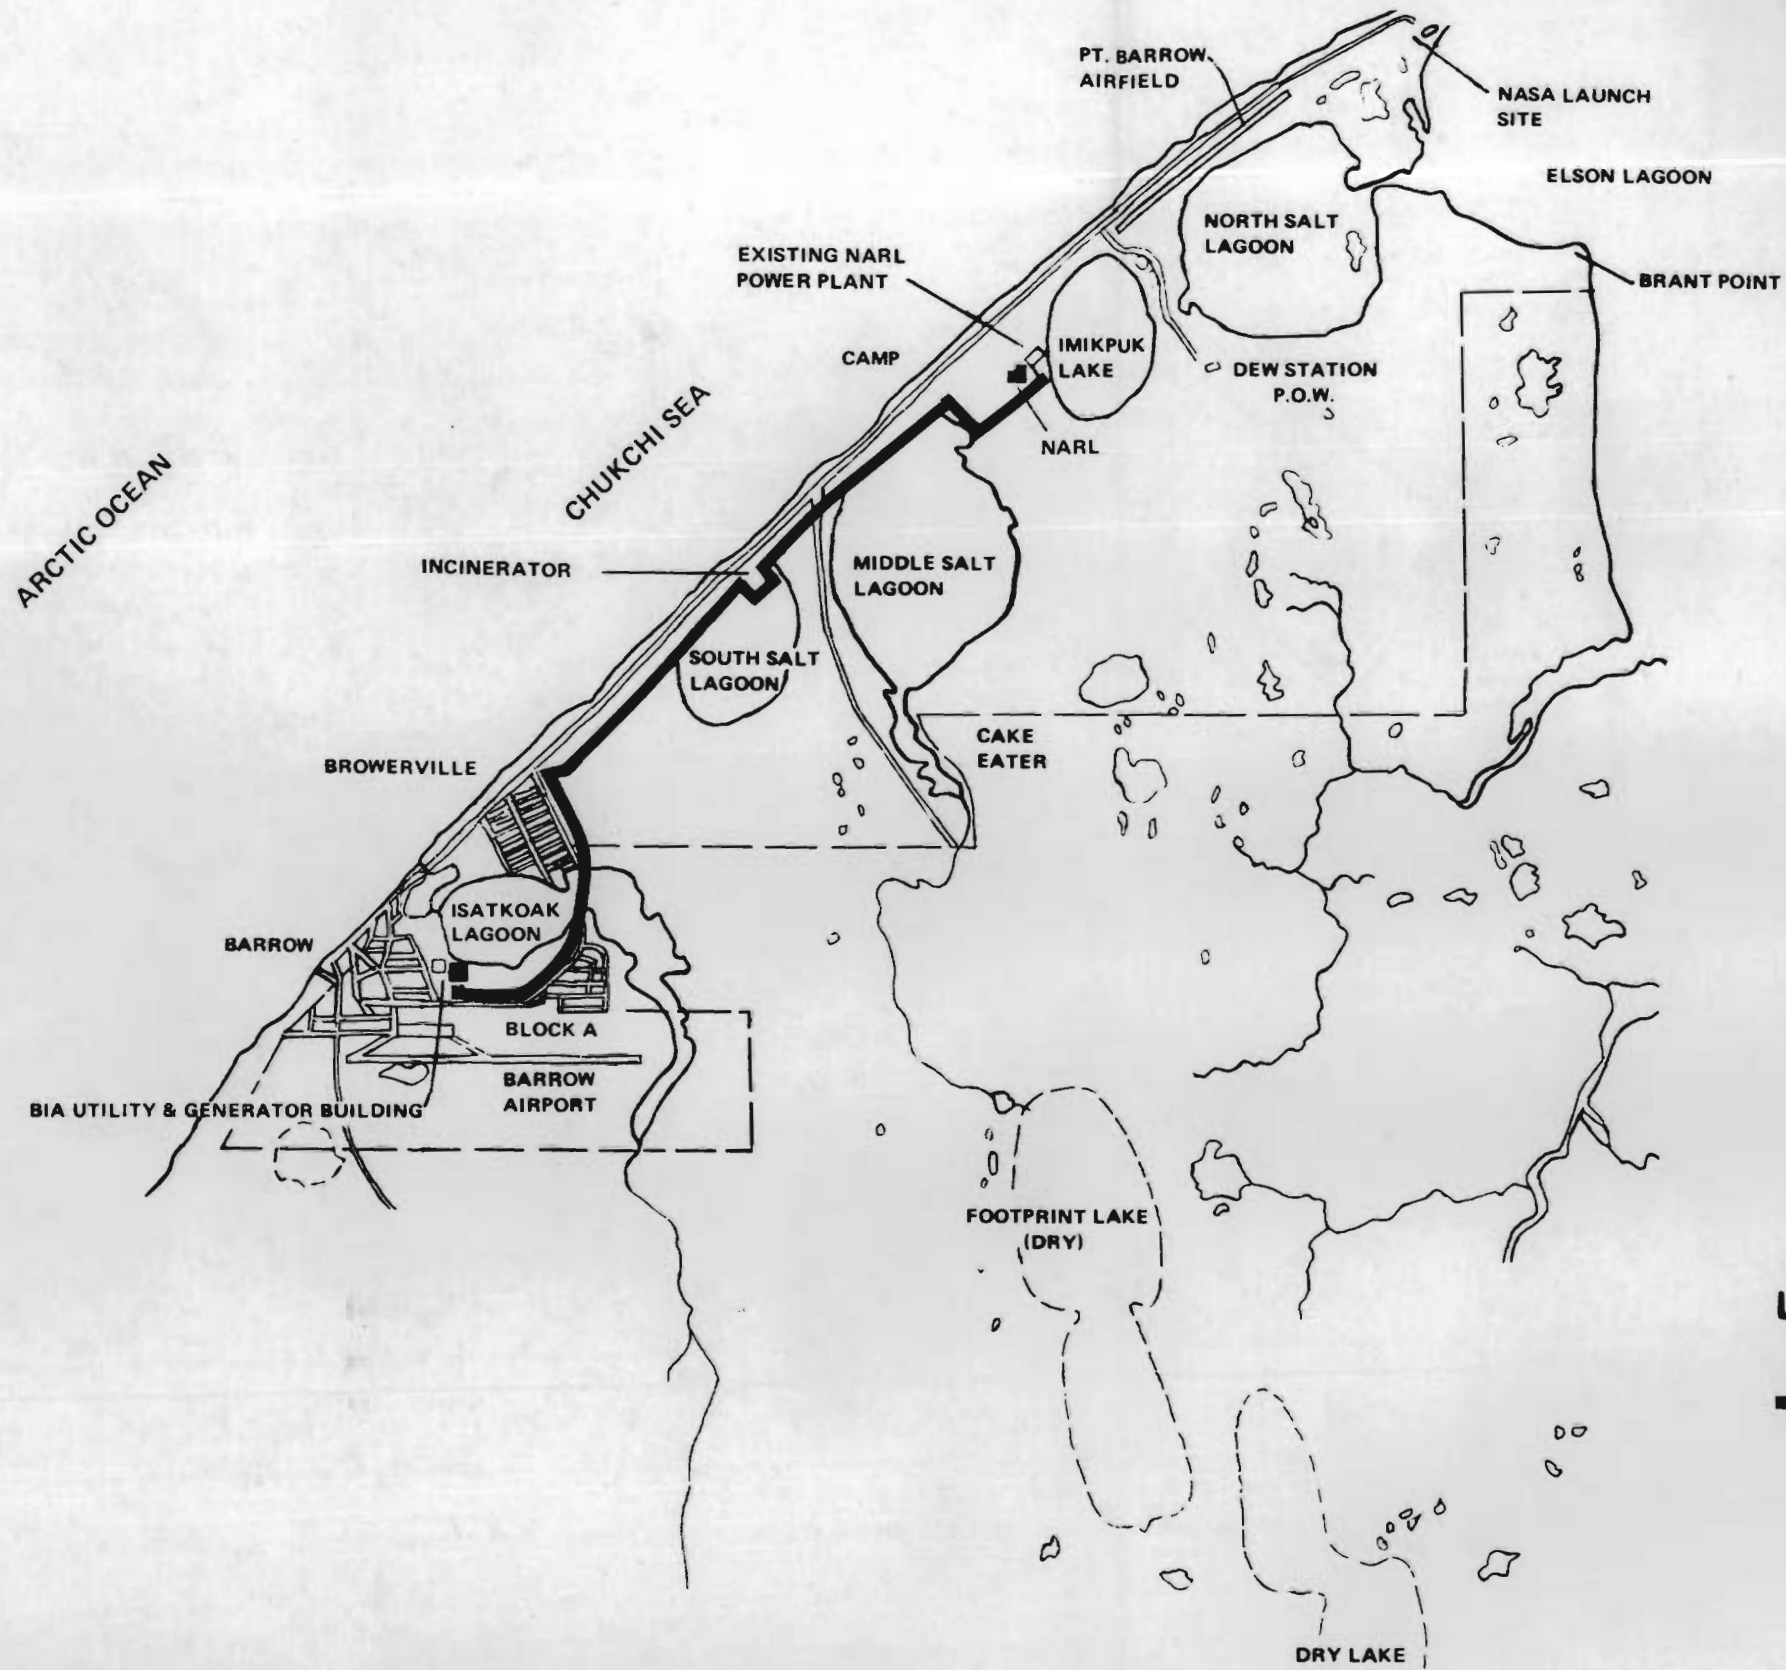 PT. BARROW
AIRFIELD
NASA LAUNCH
SITE
ELSON LAGOON
NORTH SALT
LAGOON
EXISTING NARL
POWER PLANT
BRANT POINT
IMIKPUK
LAKE
CAMP
DEW STATION
P.O.W.
NARL
CHUKCHI SEA
ARCTIC OCEAN
INCINERATOR
MIDDLE SALT
LAGOON
SOUTH SALT
LAGOON
CAKE
EATER
BROWERVILLE
ISATKOAK
LAGOON
BARROW
BLOCK A
BARROW
AIRPORT
BIA UTILITY & GENERATOR BUILDING
FOOTPRINT LAKE
(DRY)
DRY LAKE